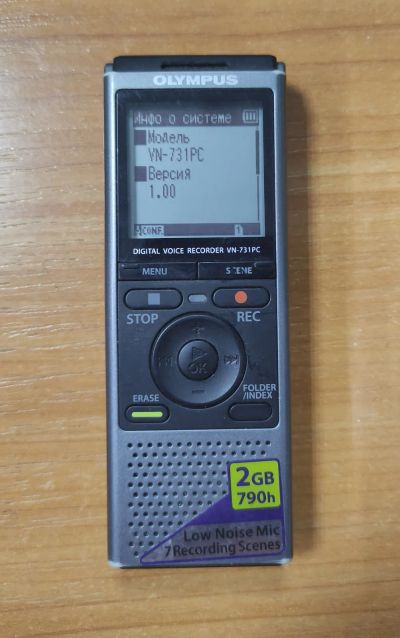 OLYMPUS
Инфо о системе
Модель
VN-731PC
Версия
1.00
CONF. 1
DIGITAL VOICE RECORDER VN-731PC
MENU
STOP
REC
OK
ERASE
FOLDER
/INDEX
2GB
790h
Low Noise Mic
7 Recording Scenes